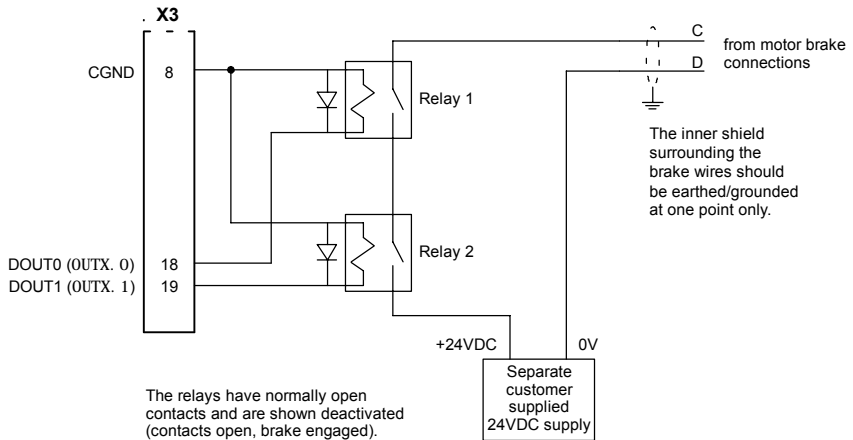 X3
CGND 8
DOUT0 (OUTX. 0) 18
DOUT1 (OUTX. 1) 19
Relay 1
Relay 2
C
D
from motor brake
connections
The inner shield
surrounding the
brake wires should
be earthed/grounded
at one point only.
+24VDC 0V
Separate
customer
supplied
24VDC supply
The relays have normally open
contacts and are shown deactivated
(contacts open, brake engaged).